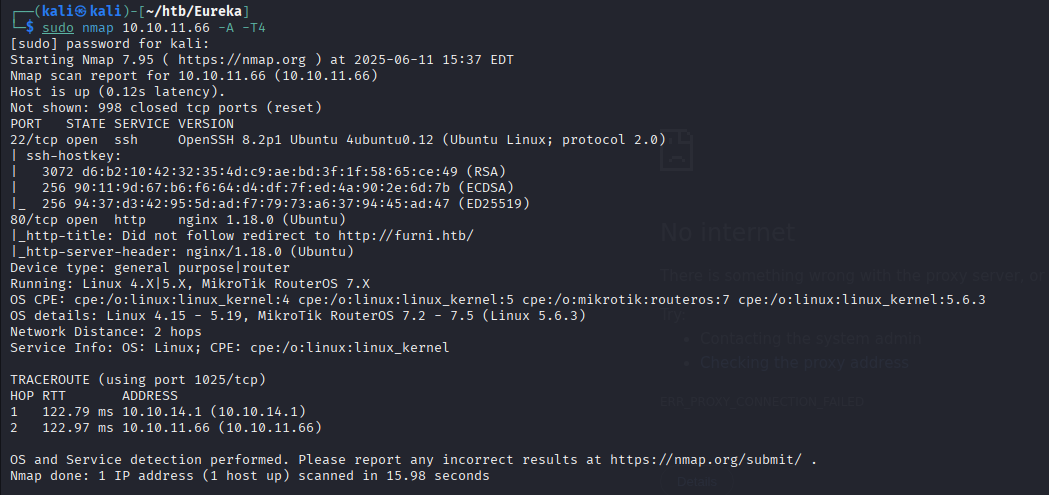 ┌──(kali㉿kali)-[~/htb/Eureka]
└─$ sudo nmap 10.10.11.66 -A -T4
[sudo] password for kali:
Starting Nmap 7.95 ( https://nmap.org ) at 2025-06-11 15:37 EDT
Nmap scan report for 10.10.11.66 (10.10.11.66)
Host is up (0.12s latency).
Not shown: 998 closed tcp ports (reset)
PORT   STATE SERVICE VERSION
22/tcp open  ssh     OpenSSH 8.2p1 Ubuntu 4ubuntu0.12 (Ubuntu Linux; protocol 2.0)
| ssh-hostkey:
|   3072 d6:b2:10:42:32:35:4d:c9:ae:bd:3f:1f:58:65:ce:49 (RSA)
|   256 90:11:9d:67:b6:f6:64:d4:df:7f:ed:4a:90:2e:6d:7b (ECDSA)
|_  256 94:37:d3:42:95:5d:ad:f7:79:73:a6:37:94:45:ad:47 (ED25519)
80/tcp open  http    nginx 1.18.0 (Ubuntu)
|_http-title: Did not follow redirect to http://furni.htb/
|_http-server-header: nginx/1.18.0 (Ubuntu)
Device type: general purpose|router
Running: Linux 4.X|5.X, MikroTik RouterOS 7.X
OS CPE: cpe:/o:linux:linux_kernel:4 cpe:/o:linux:linux_kernel:5 cpe:/o:mikrotik:routeros:7 cpe:/o:linux:linux_kernel:5.6.3
OS details: Linux 4.15 - 5.19, MikroTik RouterOS 7.2 - 7.5 (Linux 5.6.3)
Network Distance: 2 hops
Service Info: OS: Linux; CPE: cpe:/o:linux:linux_kernel
TRACEROUTE (using port 1025/tcp)
HOP RTT       ADDRESS
1   122.79 ms 10.10.14.1 (10.10.14.1)
2   122.97 ms 10.10.11.66 (10.10.11.66)
OS and Service detection performed. Please report any incorrect results at https://nmap.org/submit/ .
Nmap done: 1 IP address (1 host up) scanned in 15.98 seconds
No internet
There is something wrong with the proxy server, or
Try:
Contacting the system admin
Checking the proxy address
ERR_PROXY_CONNECTION_FAILED
Details